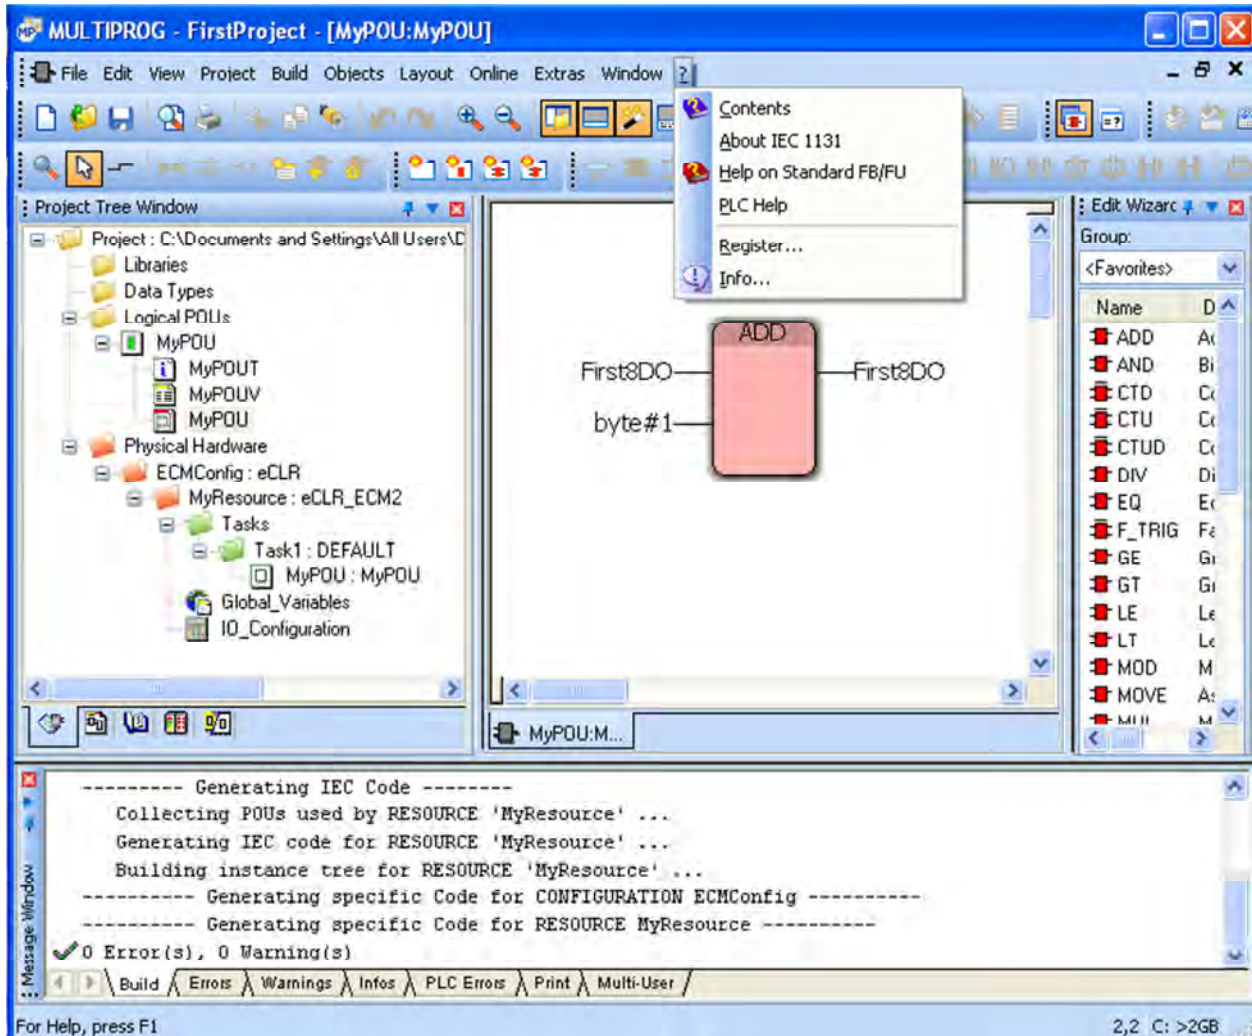 MULTIPROG - FirstProject - [MyPOU:MyPOU]
File Edit View Project Build Objects Layout Online Extras Window ?
Contents
About IEC 1131
Help on Standard FB/FU
PLC Help
Register...
Info...
Project Tree Window
Project : C:\Documents and Settings\All Users\D
Libraries
Data Types
Logical POUs
MyPOU
MyPOUT
MyPOUV
MyPOU
Physical Hardware
ECMConfig : eCLR
MyResource : eCLR_ECM2
Tasks
Task1 : DEFAULT
MyPOU : MyPOU
Global_Variables
IO_Configuration
ADD
First8DO
First8DO
byte#1
MyPOU:M...
Edit Wizarc
Group:
<Favorites>
Name D
ADD
AND Bi
CTD
CTU
CTUD
DIV Di
EQ
F_TRIG
GE
GT
LE Le
LT
MOD M
MOVE
MUL M
--------- Generating IEC Code --------
Collecting POUs used by RESOURCE 'MyResource' ...
Generating IEC code for RESOURCE 'MyResource' ...
Building instance tree for RESOURCE 'MyResource' ...
---------- Generating specific Code for CONFIGURATION ECMConfig ----------
---------- Generating specific Code for RESOURCE MyResource ----------
0 Error(s), 0 Warning(s)
Message Window
Build Errors Warnings Infos PLC Errors Print Multi-User
For Help, press F1
2,2 C: >2GB